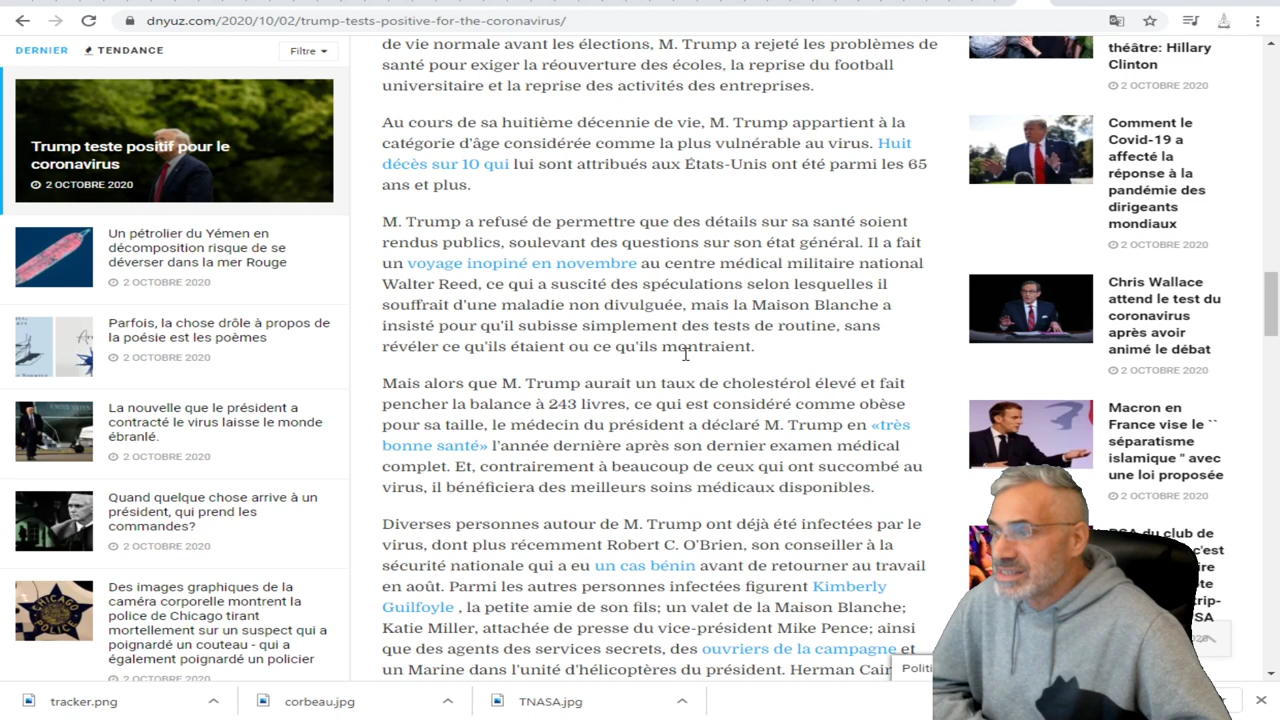 dnyuz.com/2020/10/02/trump-tests-positive-for-the-coronavirus/
DERNIER
TENDANCE
Filtre
Trump teste positif pour le
coronavirus
2 OCTOBRE 2020
Un pétrolier du Yémen en
décomposition risque de se
déverser dans la mer Rouge
2 OCTOBRE 2020
Parfois, la chose drôle à propos de
la poésie est les poèmes
2 OCTOBRE 2020
La nouvelle que le président a
contracté le virus laisse le monde
ébranlé.
2 OCTOBRE 2020
Quand quelque chose arrive à un
président, qui prend les
commandes?
2 OCTOBRE 2020
CHICAGO
POLICE
Des images graphiques de la
caméra corporelle montrent la
police de Chicago tirant
mortellement sur un suspect qui a
poignardé un couteau - qui a
également poignardé un policier
2 OCTOBRE 2020
de vie normale avant les élections, M. Trump a rejeté les problèmes de
santé pour exiger la réouverture des écoles, la reprise du football
universitaire et la reprise des activités des entreprises.
Au cours de sa huitième décennie de vie, M. Trump appartient à la
catégorie d'âge considérée comme la plus vulnérable au virus. Huit
décès sur 10 qui lui sont attribués aux États-Unis ont été parmi les 65
ans et plus.
M. Trump a refusé de permettre que des détails sur sa santé soient
rendus publics, soulevant des questions sur son état général. Il a fait
un voyage inopiné en novembre au centre médical militaire national
Walter Reed, ce qui a suscité des spéculations selon lesquelles il
souffrait d'une maladie non divulguée, mais la Maison Blanche a
insisté pour qu'il subisse simplement des tests de routine, sans
révéler ce qu'ils étaient ou ce qu'ils montraient.
Mais alors que M. Trump aurait un taux de cholestérol élevé et fait
pencher la balance à 243 livres, ce qui est considéré comme obèse
pour sa taille, le médecin du président a déclaré M. Trump en «très
bonne santé» l'année dernière après son dernier examen médical
complet. Et, contrairement à beaucoup de ceux qui ont succombé au
virus, il bénéficiera des meilleurs soins médicaux disponibles.
Diverses personnes autour de M. Trump ont déjà été infectées par le
virus, dont plus récemment Robert C. O'Brien, son conseiller à la
sécurité nationale qui a eu un cas bénin avant de retourner au travail
en août. Parmi les autres personnes infectées figurent Kimberly
Guilfoyle , la petite amie de son fils; un valet de la Maison Blanche;
Katie Miller, attachée de presse du vice-président Mike Pence; ainsi
que des agents des services secrets, des ouvriers de la campagne et
un Marine dans l'unité d'hélicoptères du président. Herman Cain
Politi
théâtre: Hillary
Clinton
2 OCTOBRE 2020
Comment le
Covid-19 a
affecté la
réponse à la
pandémie des
dirigeants
mondiaux
2 OCTOBRE 2020
Chris Wallace
attend le test du
coronavirus
après avoir
animé le débat
2 OCTOBRE 2020
Macron en
France vise le ``
séparatisme
islamique '' avec
une loi proposée
2 OCTOBRE 2020
du club de
c'est
tracker.png
corbeau.jpg
TNASA.jpg